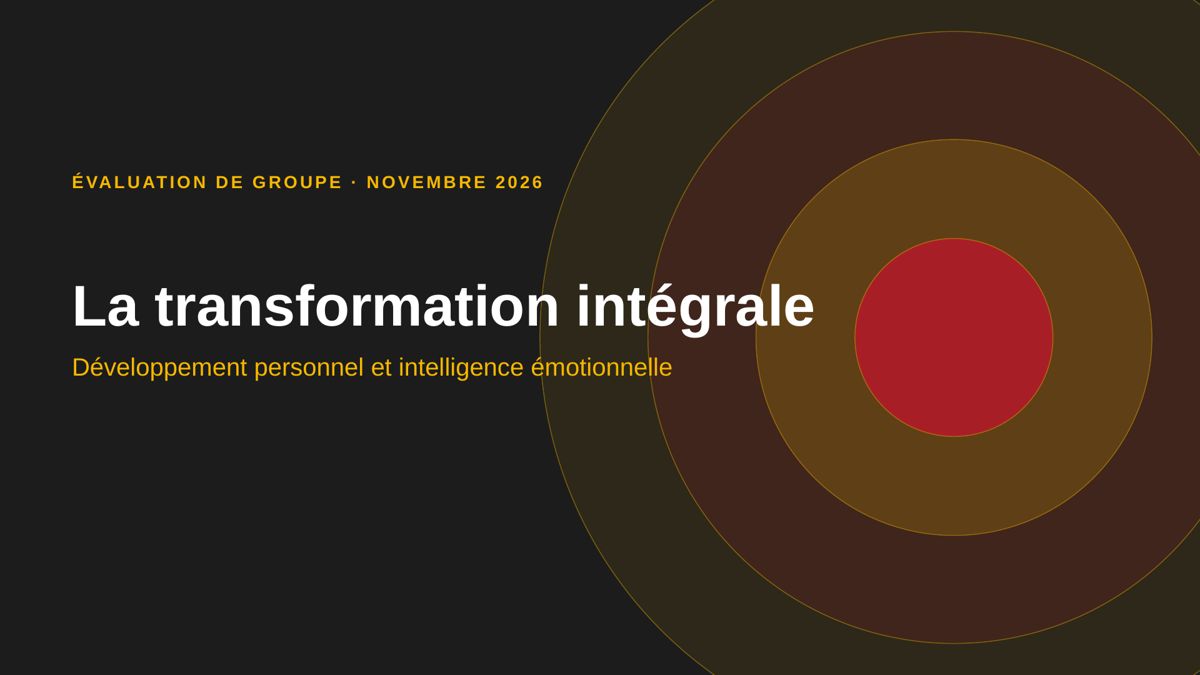 ÉVALUATION DE GROUPE · NOVEMBRE 2026
La transformation intégrale
Développement personnel et intelligence émotionnelle